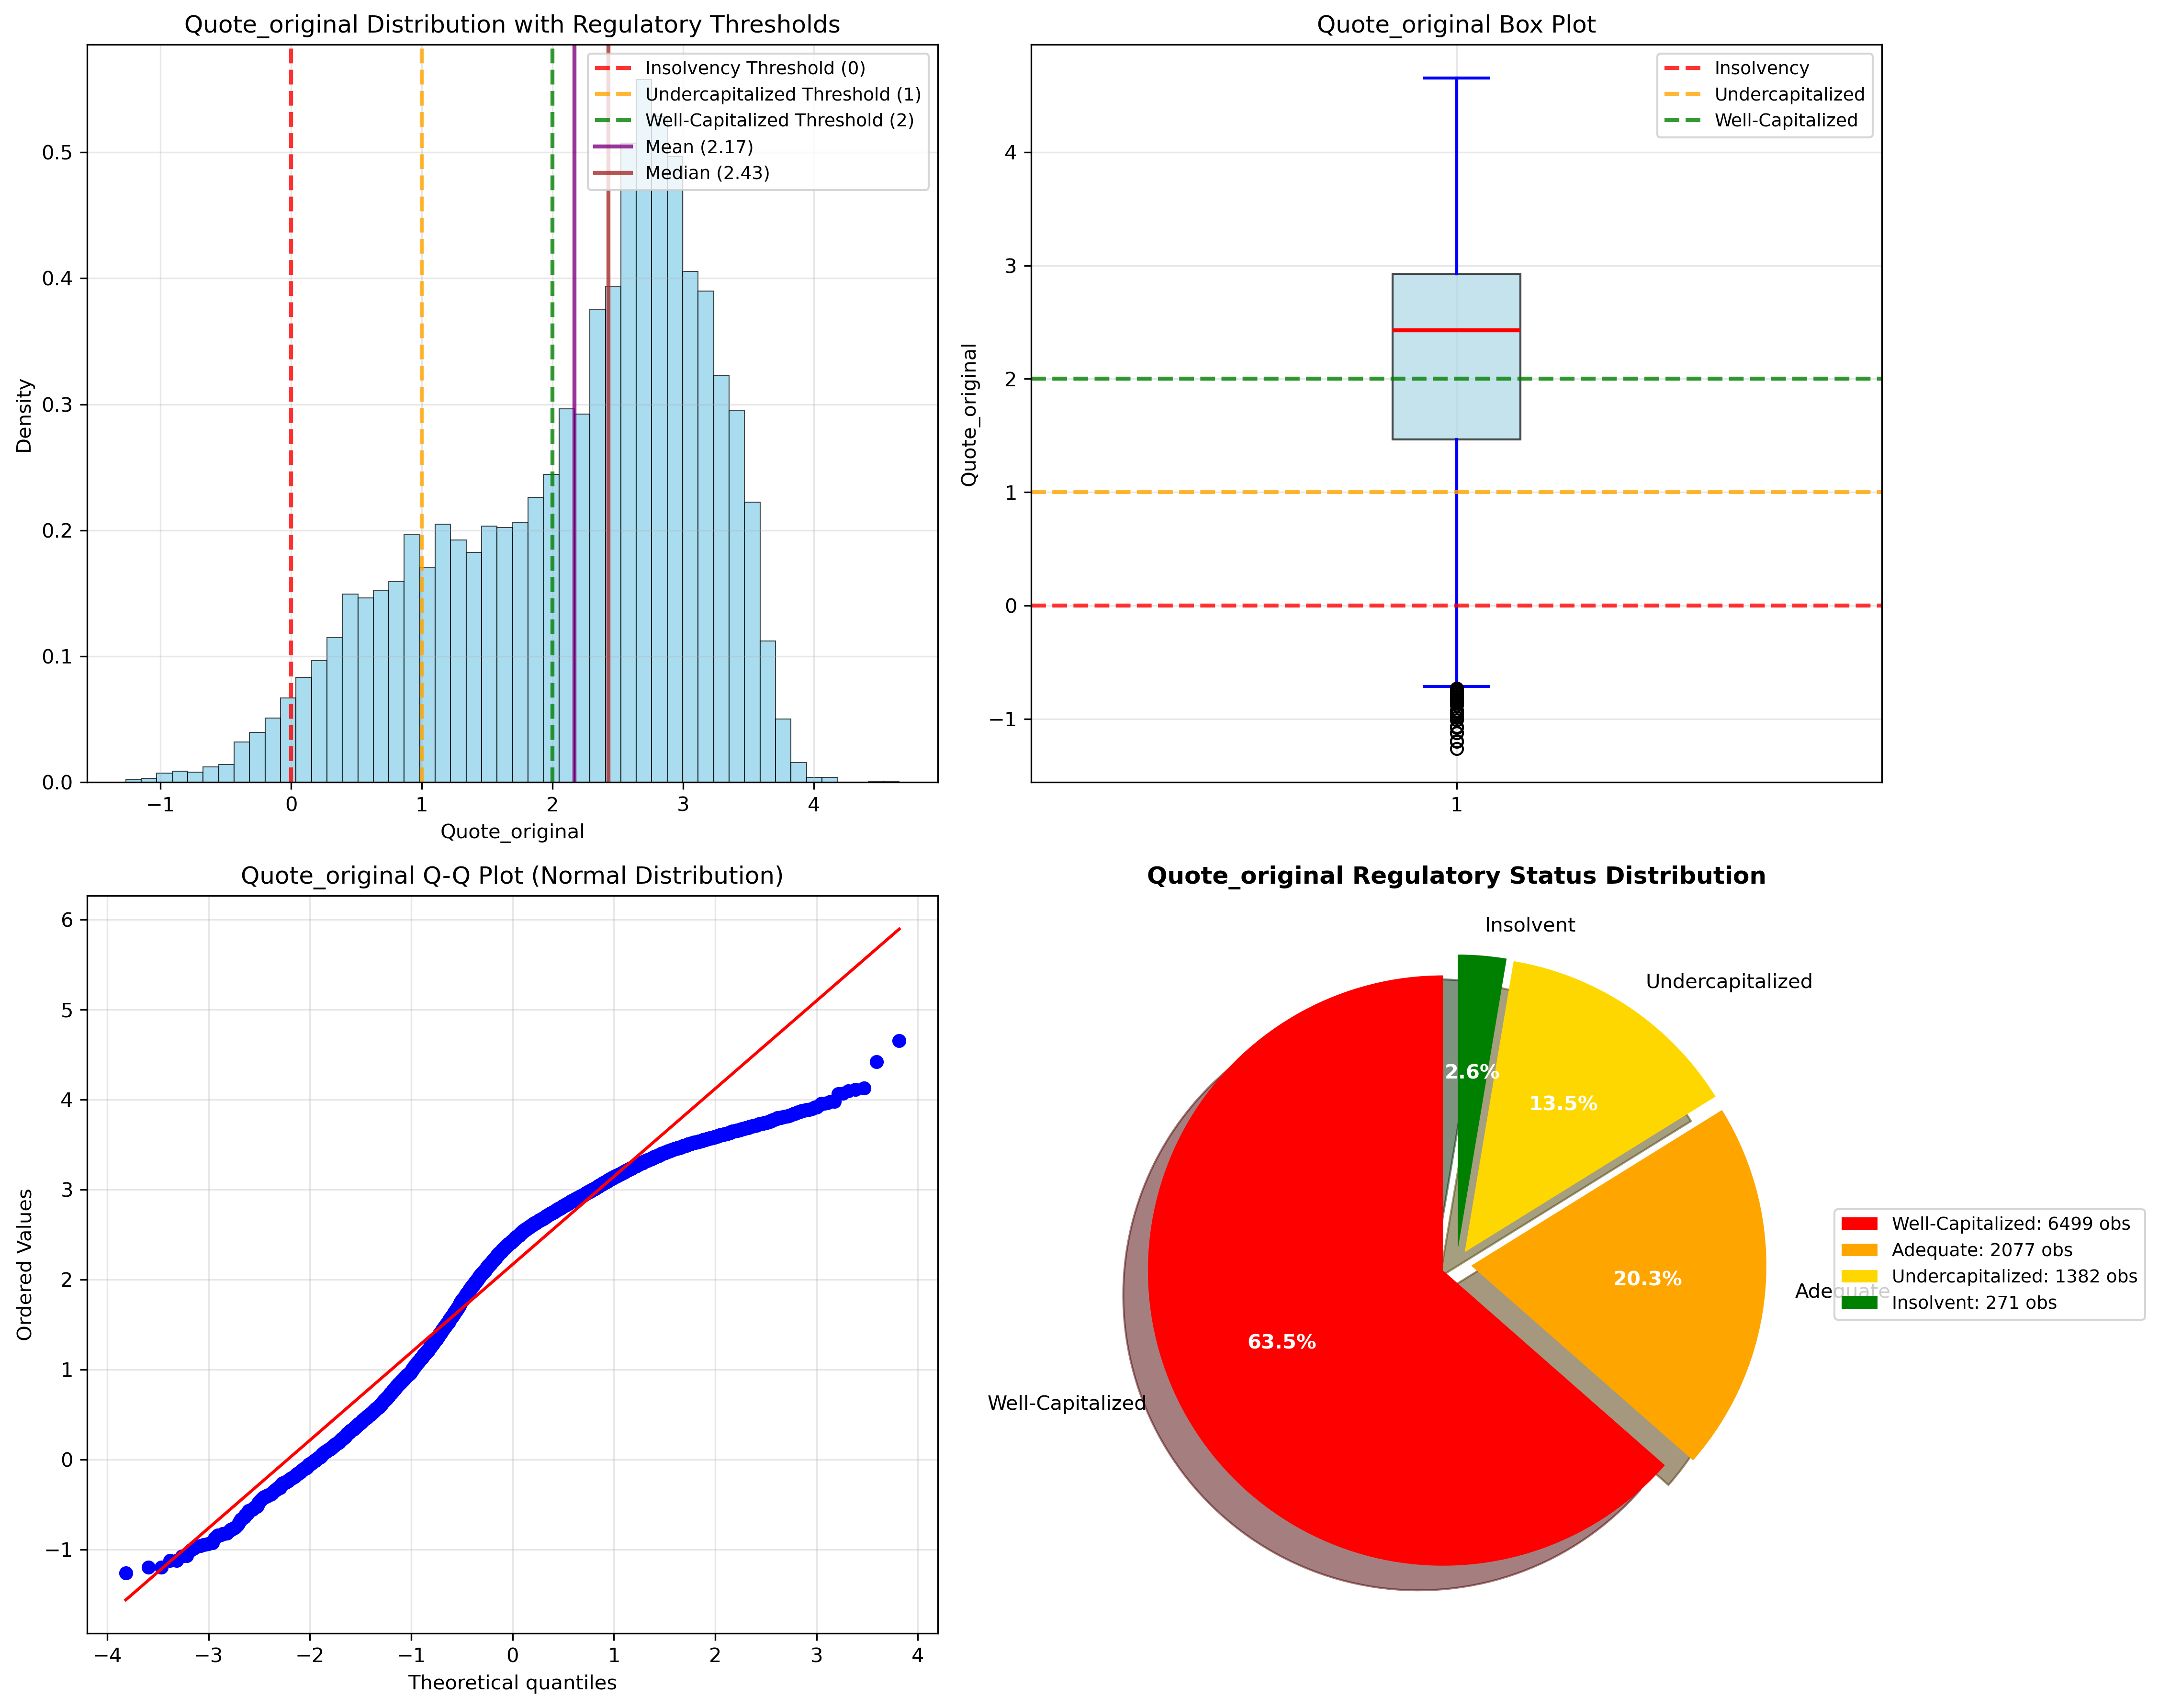 Quote_original Distribution with Regulatory Thresholds
Insolvency Threshold (0)
Undercapitalized Threshold (1)
Well-Capitalized Threshold (2)
Mean (2.17)
Median (2.43)
Density
0.5
0.4
0.3
0.2
0.1
0.0
−1
0
1
2
3
4
Quote_original
Quote_original Box Plot
Insolvency
Undercapitalized
Well-Capitalized
Quote_original
4
3
2
1
0
−1
1
Quote_original Q-Q Plot (Normal Distribution)
Ordered Values
6
5
4
3
2
1
0
−1
−4
−3
−2
−1
0
1
2
3
4
Theoretical quantiles
Quote_original Regulatory Status Distribution
Insolvent
Undercapitalized
2.6%
13.5%
20.3%
Adequate
63.5%
Well-Capitalized
Well-Capitalized: 6499 obs
Adequate: 2077 obs
Undercapitalized: 1382 obs
Insolvent: 271 obs